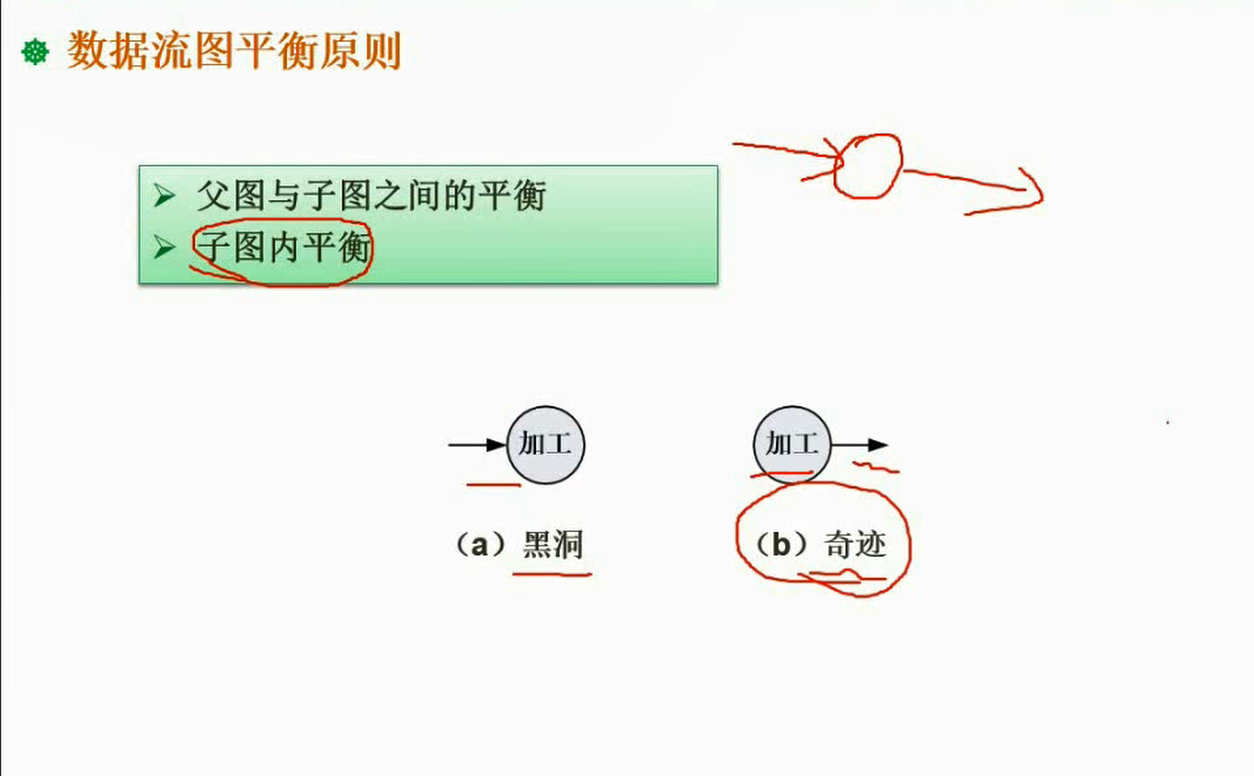 数据流图平衡原则
父图与子图之间的平衡
子图内平衡
加工
加工
（a）黑洞
（b）奇迹